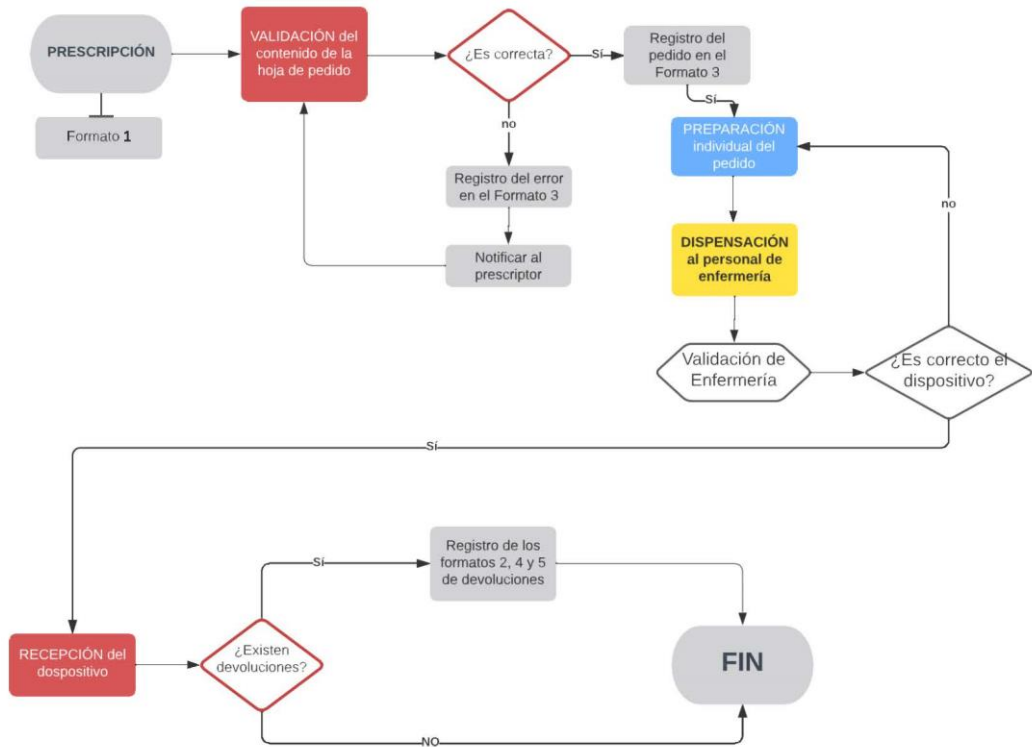 PRESCRIPCIÓN
Formato 1
VALIDACIÓN del
contenido de la
hoja de pedido
¿Es correcta?
Sí
Registro del
pedido en el
Formato 3
Sí
no
Registro del error
en el Formato 3
Notificar al
prescriptor
PREPARACIÓN
individual del
pedido
DISPENSACIÓN
al personal de
enfermería
Validación de
Enfermería
¿Es correcto el
dispositivo?
no
Sí
RECEPCIÓN del
dospositivo
¿Existen
devoluciones?
Sí
Registro de los
formatos 2, 4 y 5
de devoluciones
NO
FIN